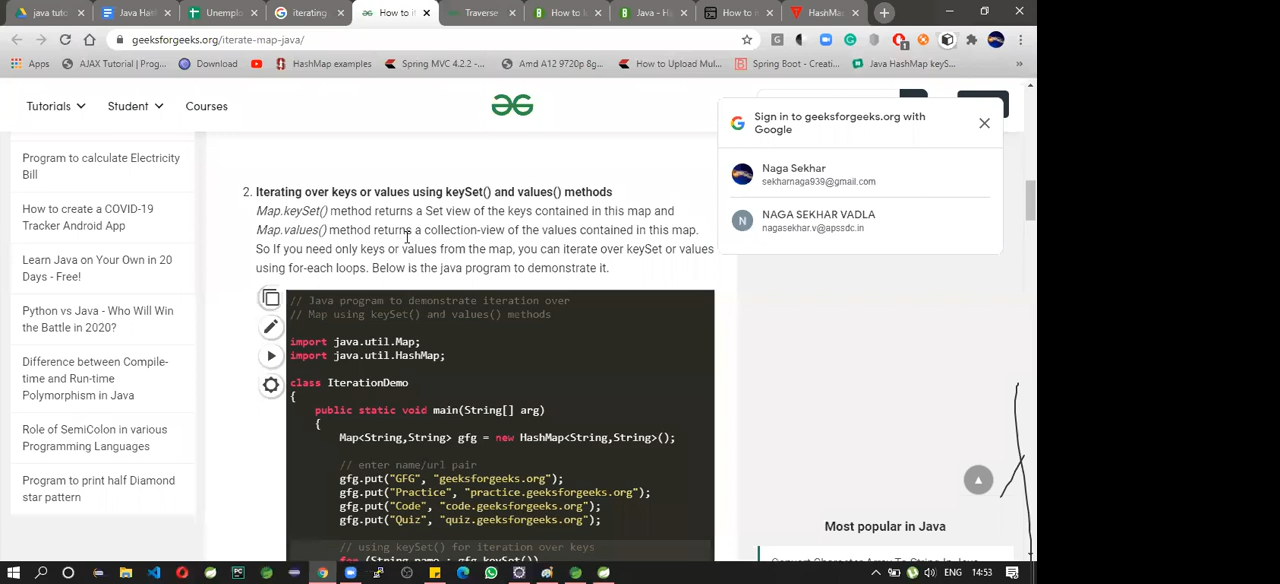 java tuto
Java Hash
Unemplo
iterating
How to it
Traverse
How to l
Java - H
How to it
HashMap
geeksforgeeks.org/iterate-map-java/
Apps
AJAX Tutorial | Prog...
Download
HashMap examples
Spring MVC 4.2.2 -...
Amd A12 9720p 8g...
How to Upload Mul...
Spring Boot - Creati...
Java HashMap keyS...
»
Tutorials
Student
Courses
Sign in to geeksforgeeks.org with
Google
Naga Sekhar
sekharnaga939@gmail.com
NAGA SEKHAR VADLA
nagasekhar.v@apssdc.in
Program to calculate Electricity
Bill
How to create a COVID-19
Tracker Android App
Learn Java on Your Own in 20
Days - Free!
Python vs Java - Who Will Win
the Battle in 2020?
Difference between Compile-
time and Run-time
Polymorphism in Java
Role of SemiColon in various
Programming Languages
Program to print half Diamond
star pattern
2. Iterating over keys or values using keySet() and values() methods
Map.keySet() method returns a Set view of the keys contained in this map and
Map.values() method returns a collection-view of the values contained in this map.
So If you need only keys or values from the map, you can iterate over keySet or values
using for-each loops. Below is the java program to demonstrate it.
// Java program to demonstrate iteration over
// Map using keySet() and values() methods
import java.util.Map;
import java.util.HashMap;
class IterationDemo
{
public static void main(String[] arg)
{
Map<String,String> gfg = new HashMap<String,String>();
// enter name/url pair
gfg.put("GFG", "geeksforgeeks.org");
gfg.put("Practice", "practice.geeksforgeeks.org");
gfg.put("Code", "code.geeksforgeeks.org");
gfg.put("Quiz", "quiz.geeksforgeeks.org");
// using keySet() for iteration over keys
for (String name : gfg.keySet())
Most popular in Java
Convert Character Array To String In Java
ENG
14:53